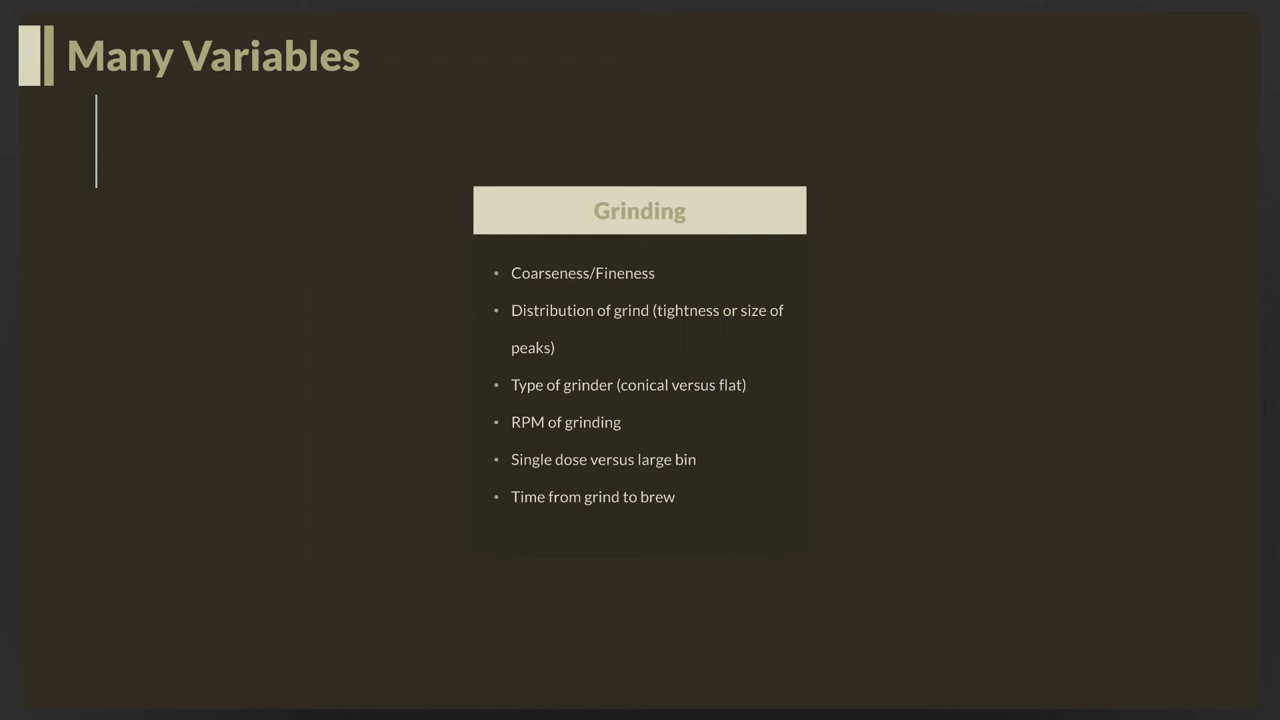 Many Variables
Grinding
• Coarseness/Fineness
• Distribution of grind (tightness or size of
peaks)
• Type of grinder (conical versus flat)
• RPM of grinding
• Single dose versus large bin
• Time from grind to brew